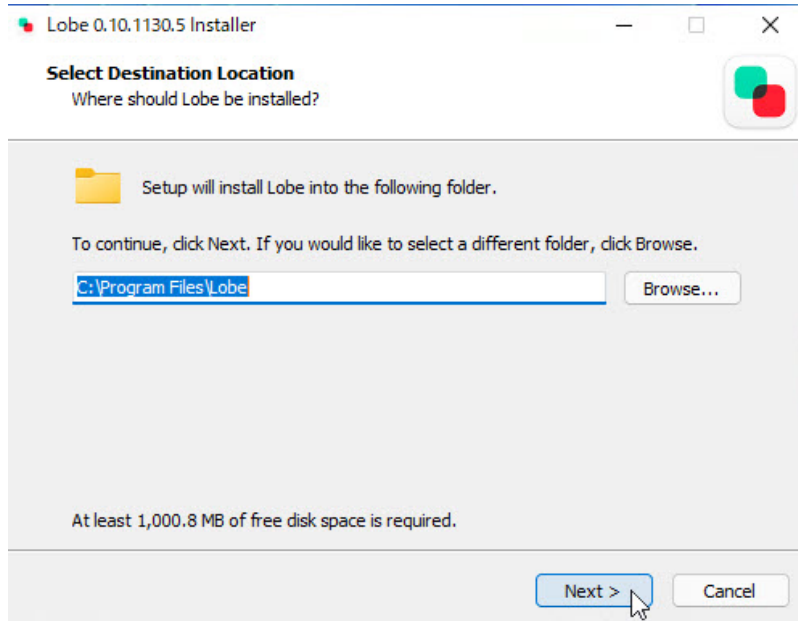 Lobe 0.10.1130.5 Installer
Select Destination Location
Where should Lobe be installed?
Setup will install Lobe into the following folder.
To continue, click Next. If you would like to select a different folder, click Browse.
C:\Program Files\Lobe
Browse...
At least 1,000.8 MB of free disk space is required.
Next >
Cancel